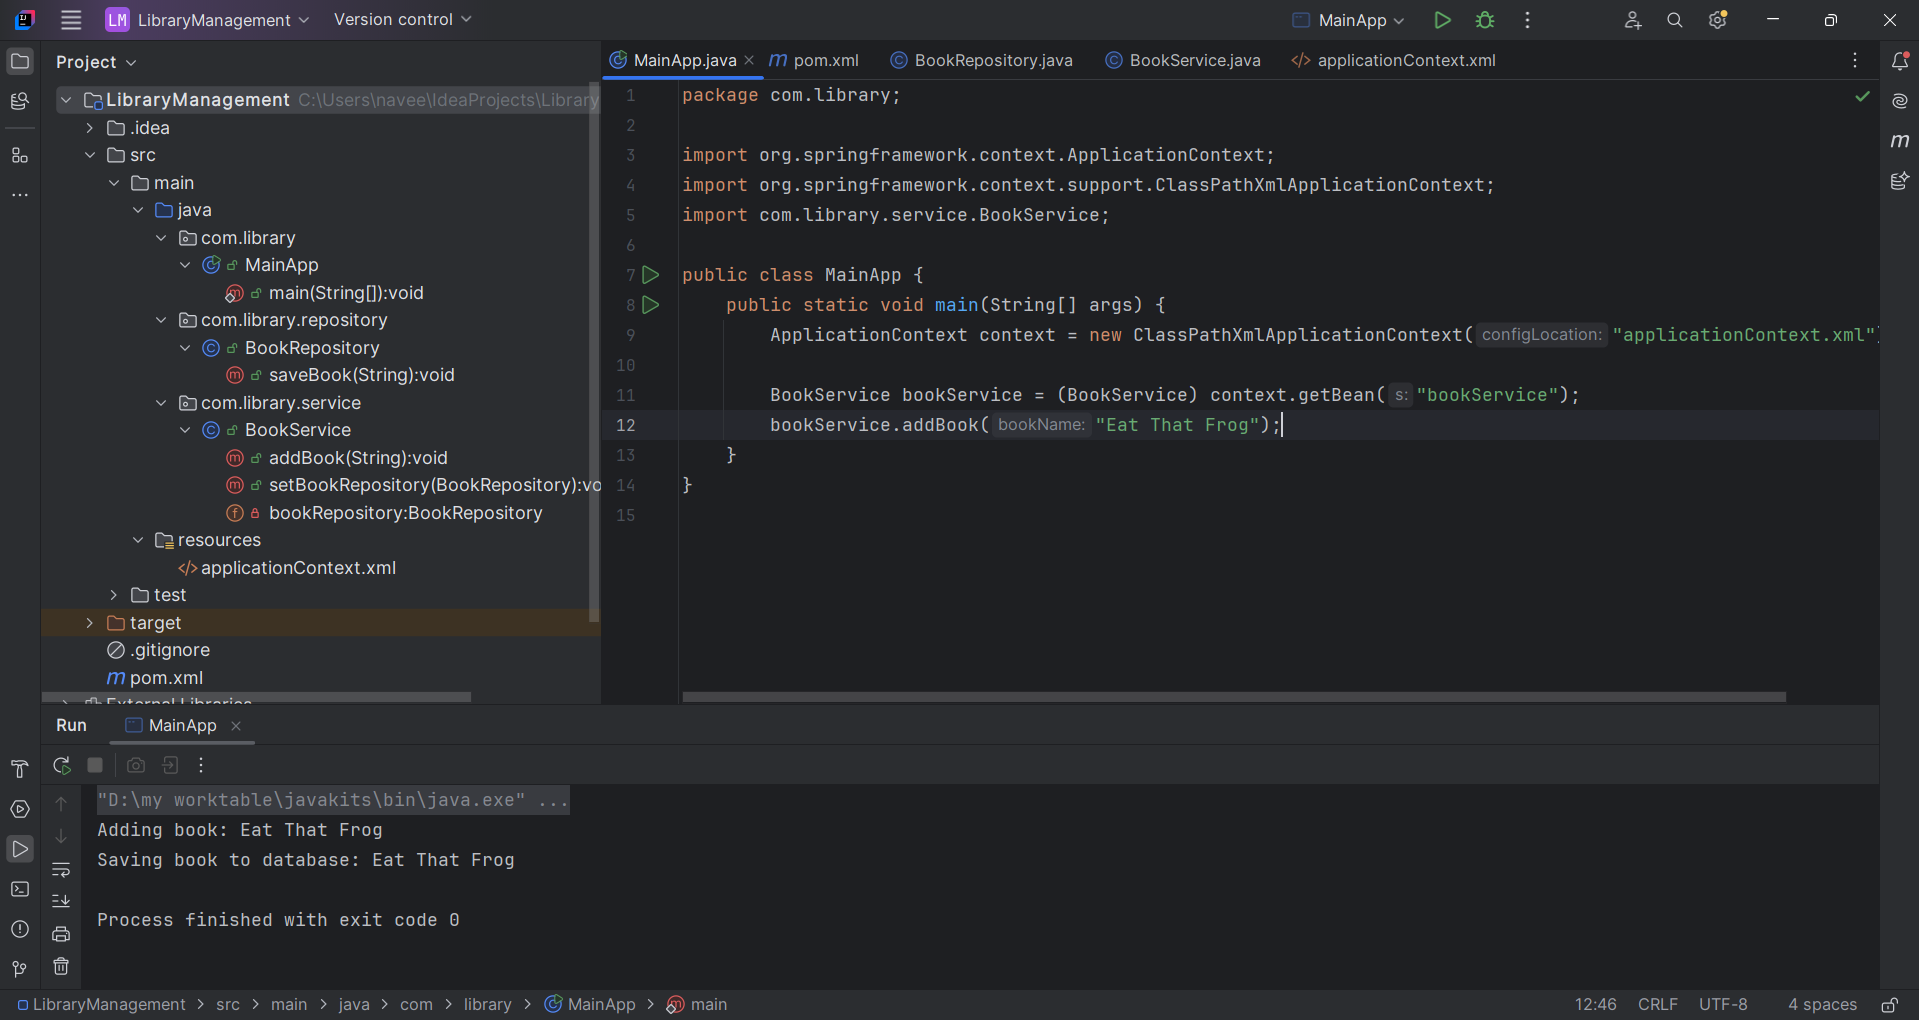 LM LibraryManagement Version control MainApp
Project
MainApp.java pom.xml BookRepository.java BookService.java applicationContext.xml
LibraryManagement C:\Users\navee\IdeaProjects\Library
.idea
src
main
java
com.library
MainApp
main(String[]):void
com.library.repository
BookRepository
saveBook(String):void
com.library.service
BookService
addBook(String):void
setBookRepository(BookRepository):vo
bookRepository:BookRepository
resources
applicationContext.xml
test
target
.gitignore
pom.xml
External Libraries
1 package com.library;
2
3 import org.springframework.context.ApplicationContext;
4 import org.springframework.context.support.ClassPathXmlApplicationContext;
5 import com.library.service.BookService;
6
7 public class MainApp {
8 public static void main(String[] args) {
9 ApplicationContext context = new ClassPathXmlApplicationContext( configLocation: "applicationContext.xml")
10
11 BookService bookService = (BookService) context.getBean( s: "bookService");
12 bookService.addBook( bookName: "Eat That Frog");
13 }
14 }
15
Run MainApp
"D:\my worktable\javakits\bin\java.exe" ...
Adding book: Eat That Frog
Saving book to database: Eat That Frog
Process finished with exit code 0
LibraryManagement > src > main > java > com > library > MainApp > main 12:46 CRLF UTF-8 4 spaces